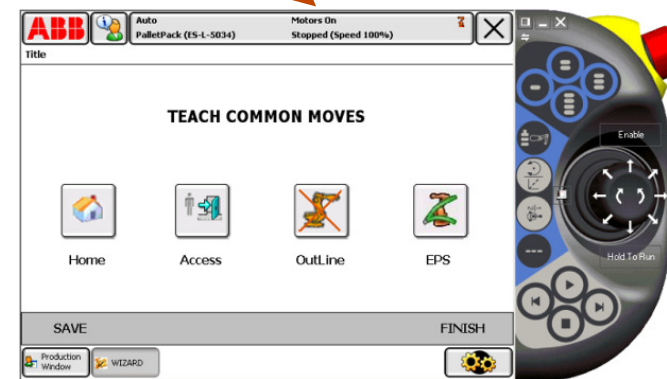 ABB
Auto
PalletPack (ES-L-5034)
Motors On
Stopped (Speed 100%)
Title
TEACH COMMON MOVES
Home
Access
OutLine
EPS
SAVE
FINISH
Production
Window
WIZARD
Enable
Hold To Run